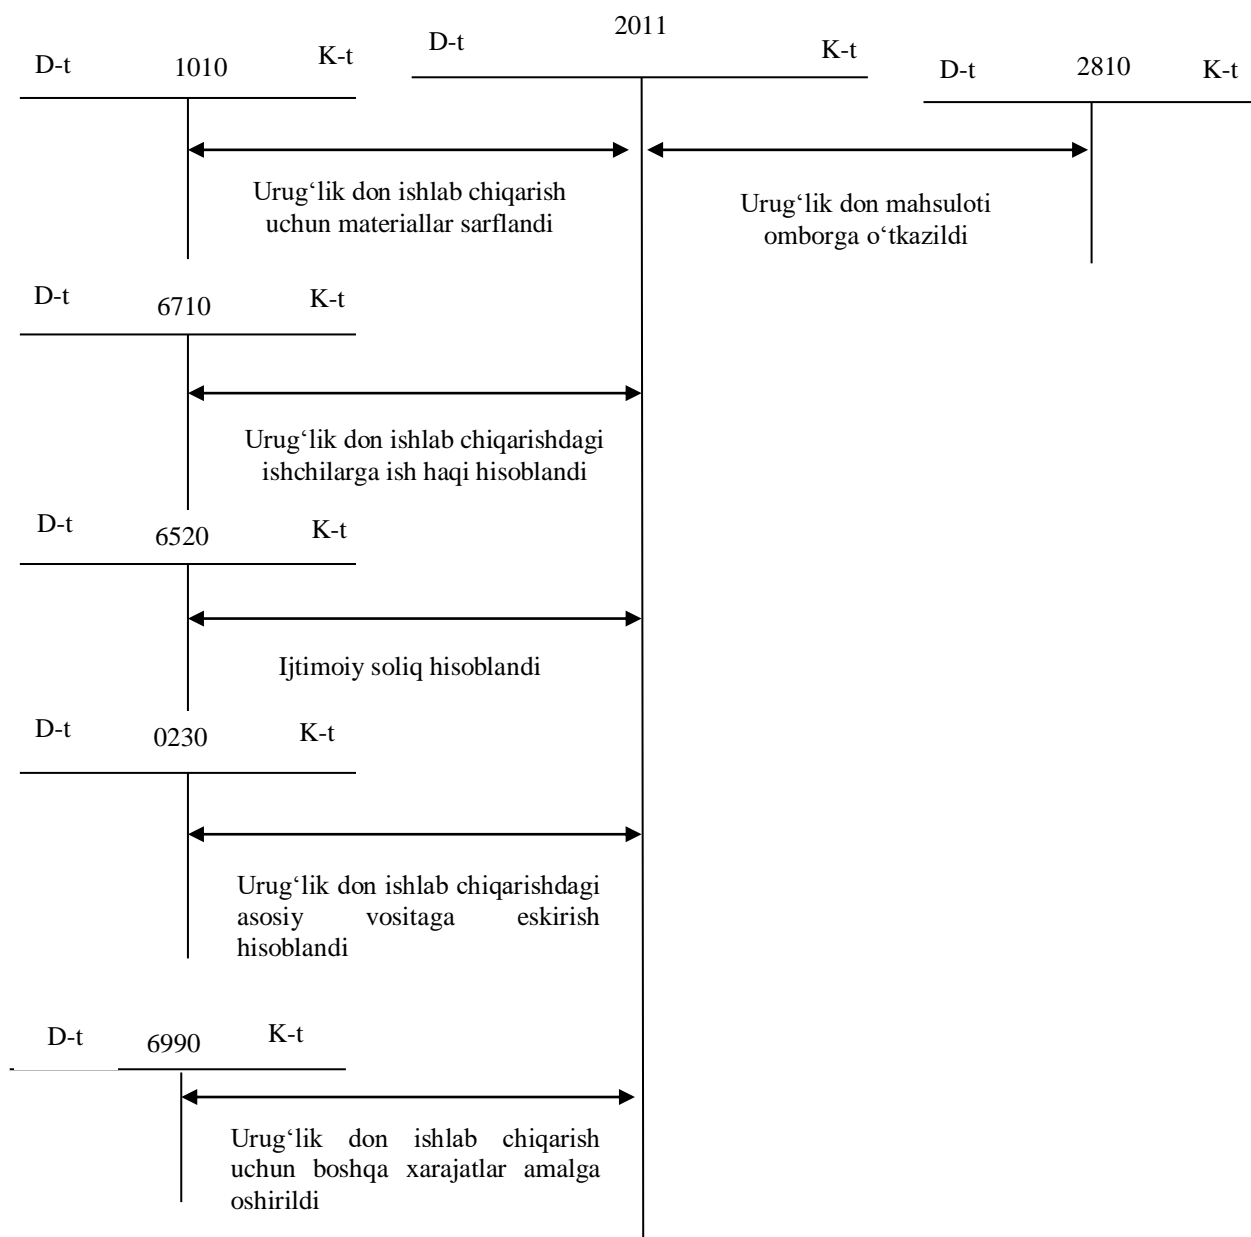 D-t 1010 K-t
D-t 2011 K-t
D-t 2810 K-t
Urug‘lik don ishlab chiqarish
uchun materiallar sarflandi
Urug‘lik don mahsuloti
omborga o‘tkazildi
D-t 6710 K-t
Urug‘lik don ishlab chiqarishdagi
ishchilarga ish haqi hisoblandi
D-t 6520 K-t
Ijtimoiy soliq hisoblandi
D-t 0230 K-t
Urug‘lik don ishlab chiqarishdagi
asosiy vositaga eskirish
hisoblandi
D-t 6990 K-t
Urug‘lik don ishlab chiqarish
uchun boshqa xarajatlar amalga
oshirildi